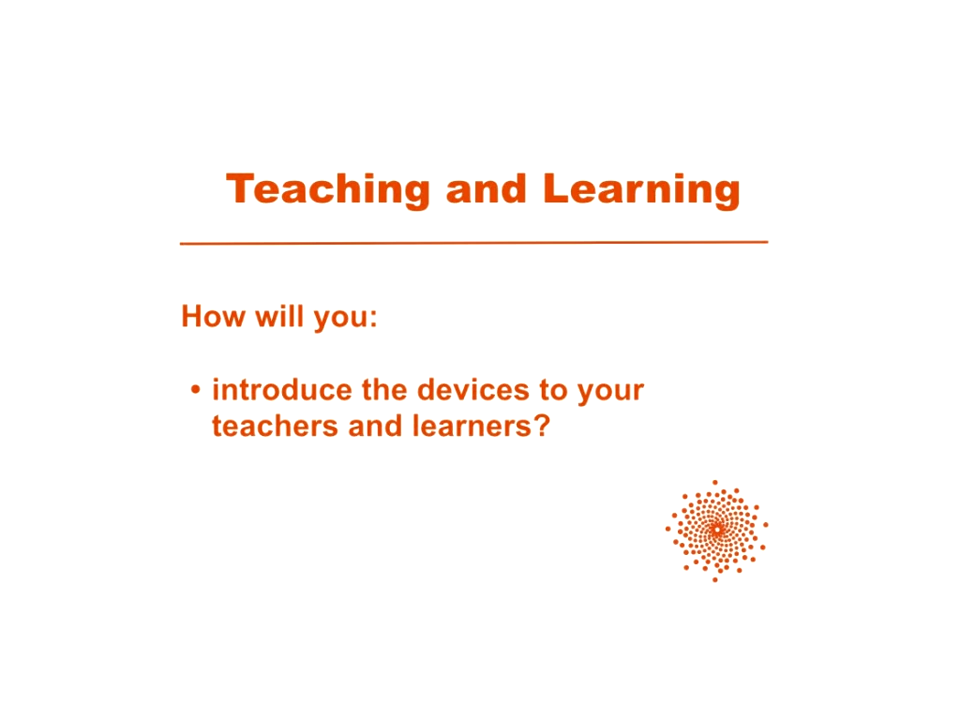 Teaching and Learning
How will you:
• introduce the devices to your
teachers and learners?